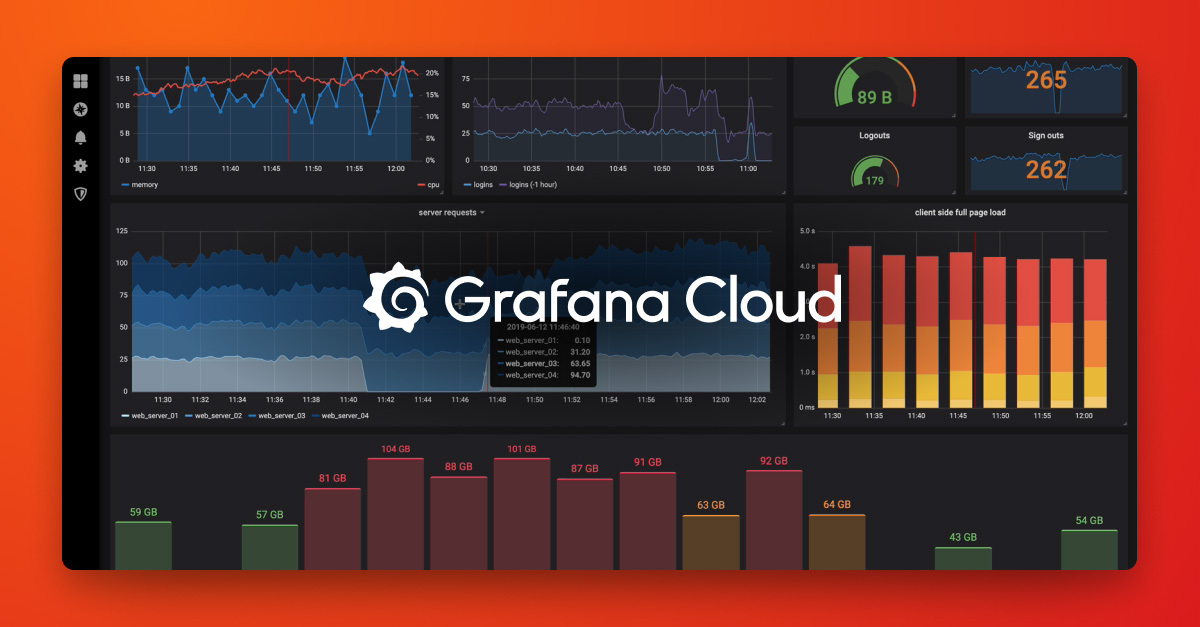 15 B
10 B
5 B
0 B
20%
15%
10%
5%
0%
11:30 11:35 11:40 11:45 11:50 11:55 12:00
memory cpu
75
50
25
0
10:30 10:35 10:40 10:45 10:50 10:55 11:00
logins logins (-1 hour)
89 B
265
Logouts
179
Sign outs
262
server requests
125
100
75
50
25
0
Grafana Cloud
2019-06-12 11:46:40
web_server_01: 0.10
web_server_02: 31.20
web_server_03: 63.65
web_server_04: 94.70
11:30 11:32 11:34 11:36 11:38 11:40 11:42 11:44 11:46 11:48 11:50 11:52 11:54 11:56 11:58 12:00 12:02
web_server_01 web_server_02 web_server_03 web_server_04
client side full page load
5.0 s
4.0 s
2.0 s
1.0 s
0 ms
11:30 11:35 11:40 11:45 11:50 11:55 12:00
59 GB
57 GB
81 GB
104 GB
88 GB
101 GB
87 GB
91 GB
63 GB
92 GB
64 GB
43 GB
54 GB